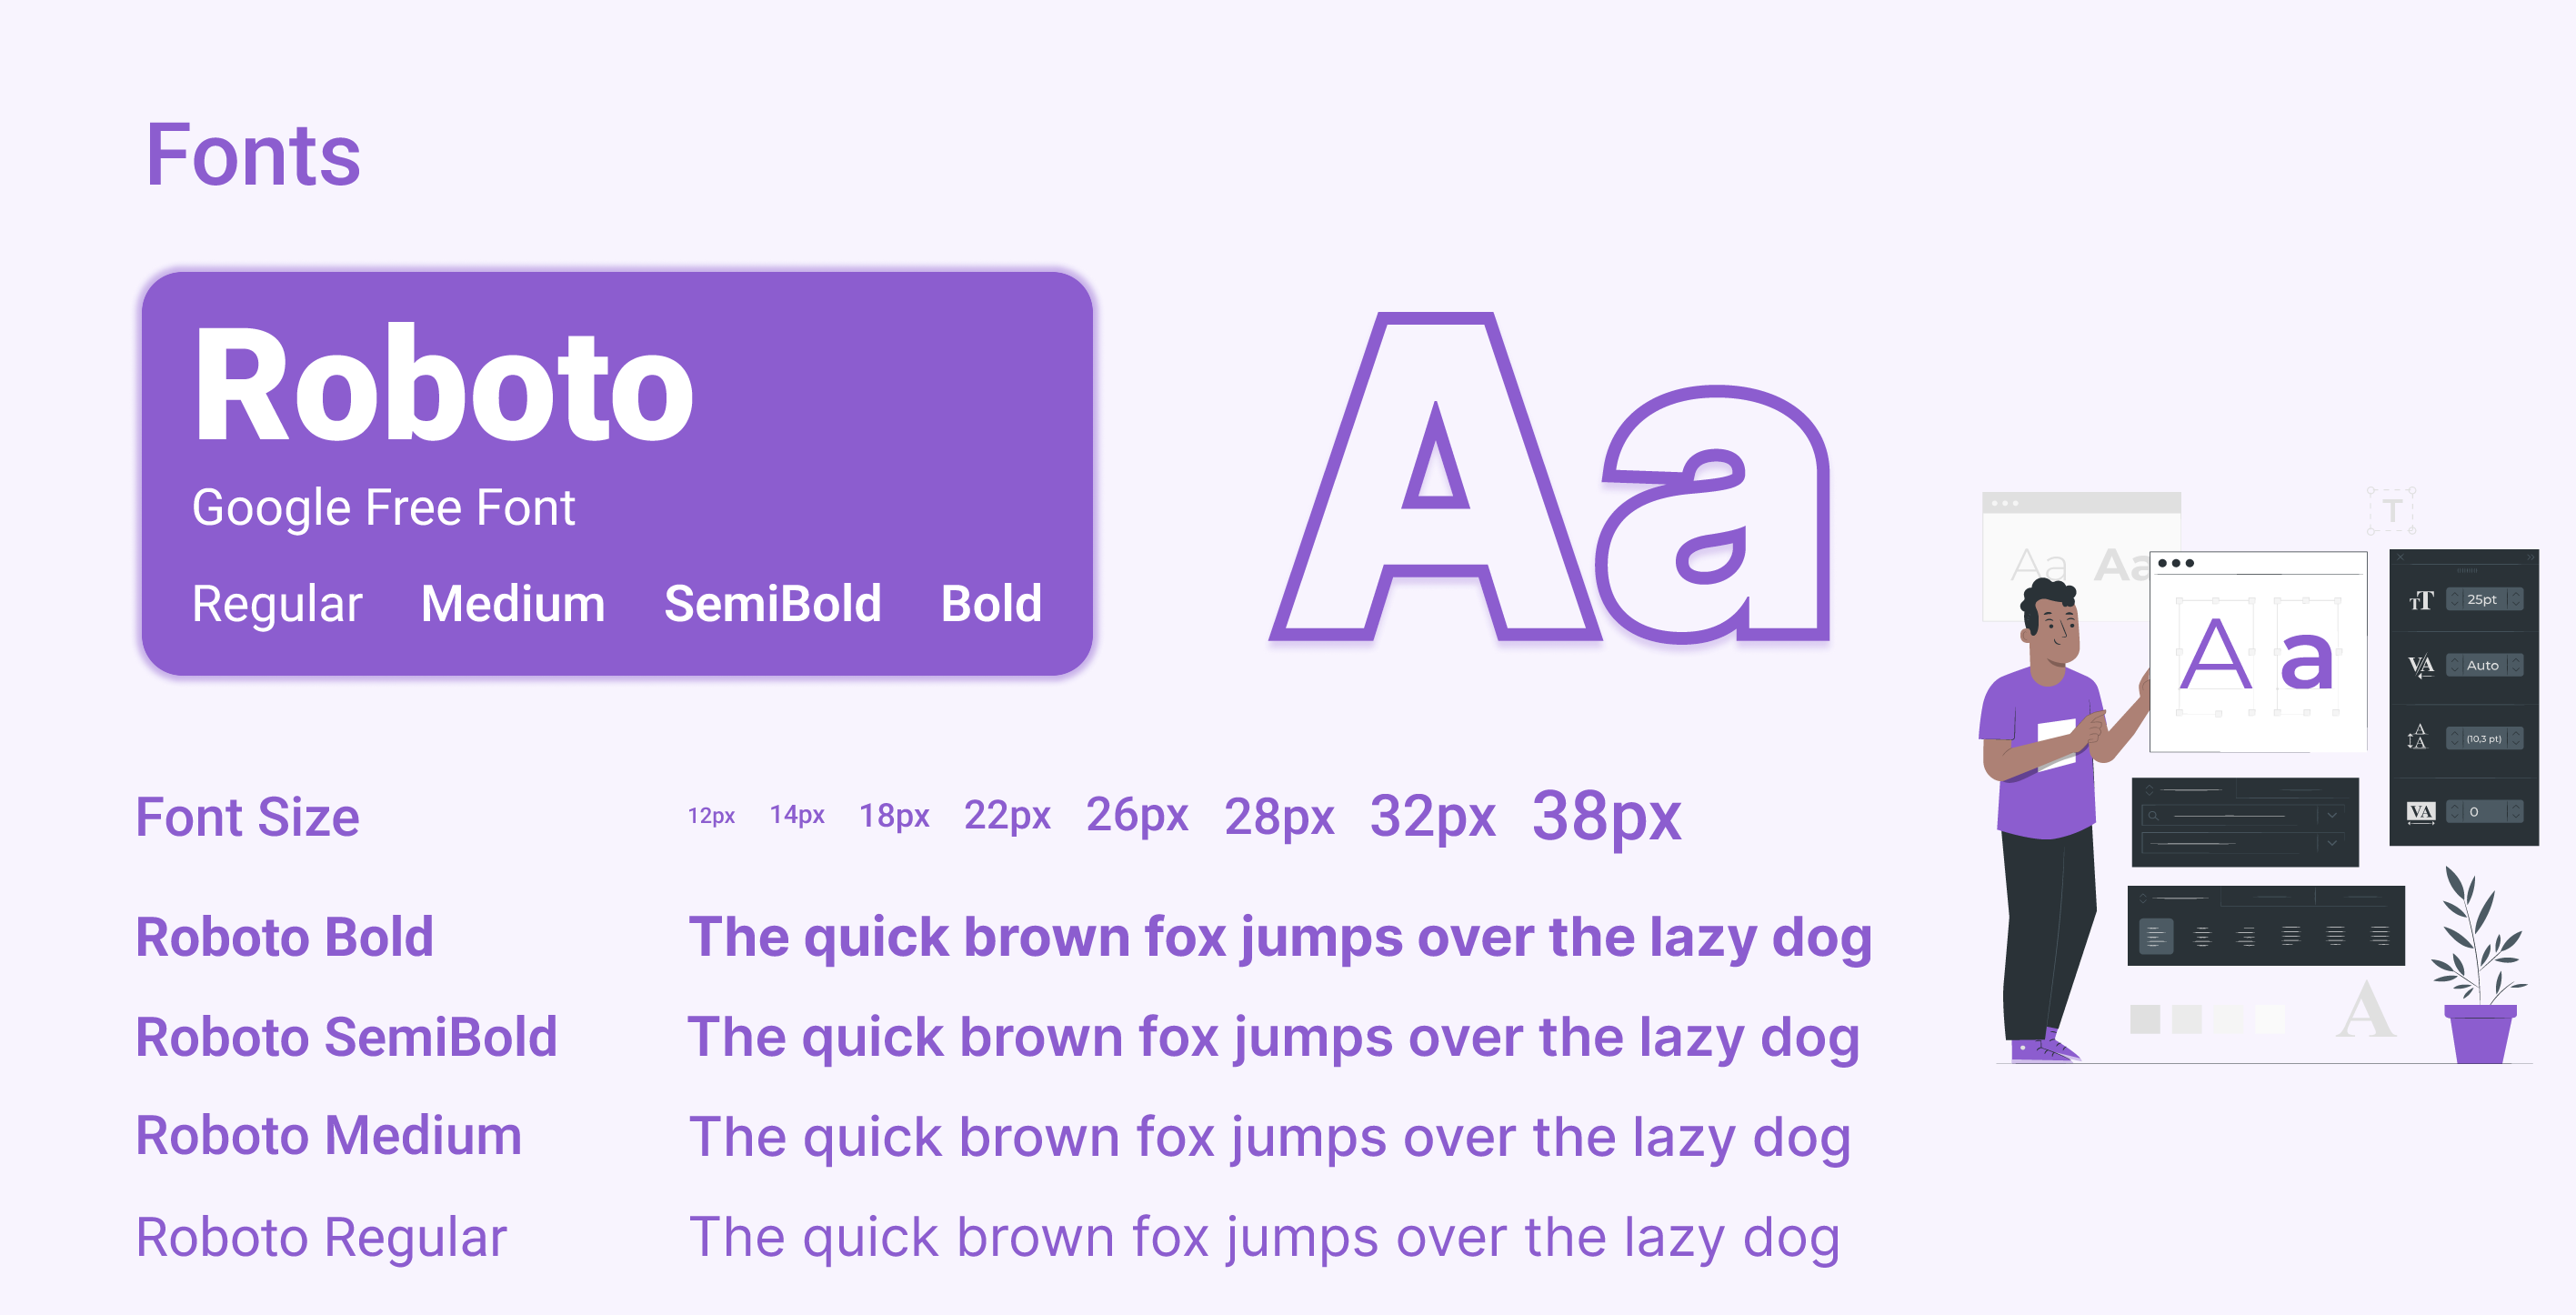 Fonts
Roboto
Google Free Font
Regular Medium SemiBold Bold
Aa
Font Size 12px 14px 18px 22px 26px 28px 32px 38px
Roboto Bold The quick brown fox jumps over the lazy dog
Roboto SemiBold The quick brown fox jumps over the lazy dog
Roboto Medium The quick brown fox jumps over the lazy dog
Roboto Regular The quick brown fox jumps over the lazy dog
T
Aa Aa
A a
TT 25pt
VA Auto
A A (10,3 pt)
VA 0
A